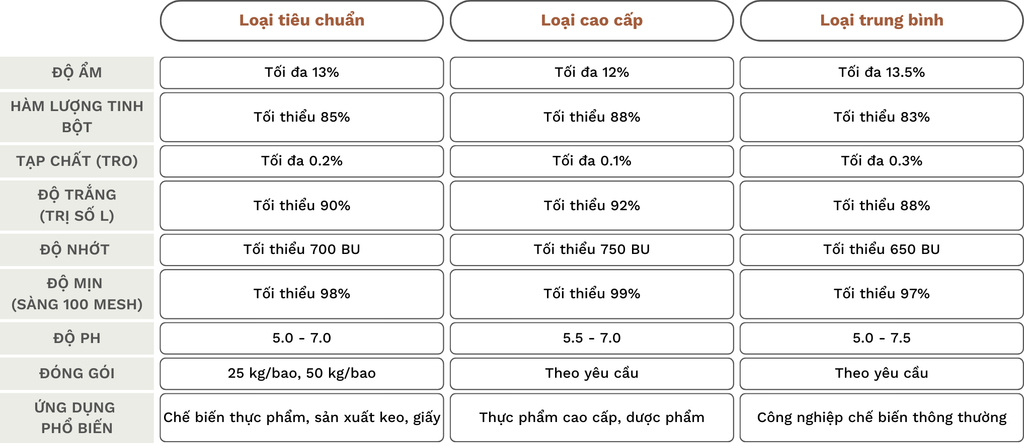 Loại tiêu chuẩn Loại cao cấp Loại trung bình
ĐỘ ẨM Tối đa 13% Tối đa 12% Tối đa 13.5%
HÀM LƯỢNG TINH
BỘT Tối thiểu 85% Tối thiểu 88% Tối thiểu 83%
TẠP CHẤT (TRO) Tối đa 0.2% Tối đa 0.1% Tối đa 0.3%
ĐỘ TRẮNG
(TRỊ SỐ L) Tối thiểu 90% Tối thiểu 92% Tối thiểu 88%
ĐỘ NHỚT Tối thiểu 700 BU Tối thiểu 750 BU Tối thiểu 650 BU
ĐỘ MỊN
(SÀNG 100 MESH) Tối thiểu 98% Tối thiểu 99% Tối thiểu 97%
ĐỘ PH 5.0 - 7.0 5.5 - 7.0 5.0 - 7.5
ĐÓNG GÓI 25 kg/bao, 50 kg/bao Theo yêu cầu Theo yêu cầu
ỨNG DỤNG
PHỔ BIẾN Chế biến thực phẩm, sản xuất keo, giấy Thực phẩm cao cấp, dược phẩm Công nghiệp chế biến thông thường